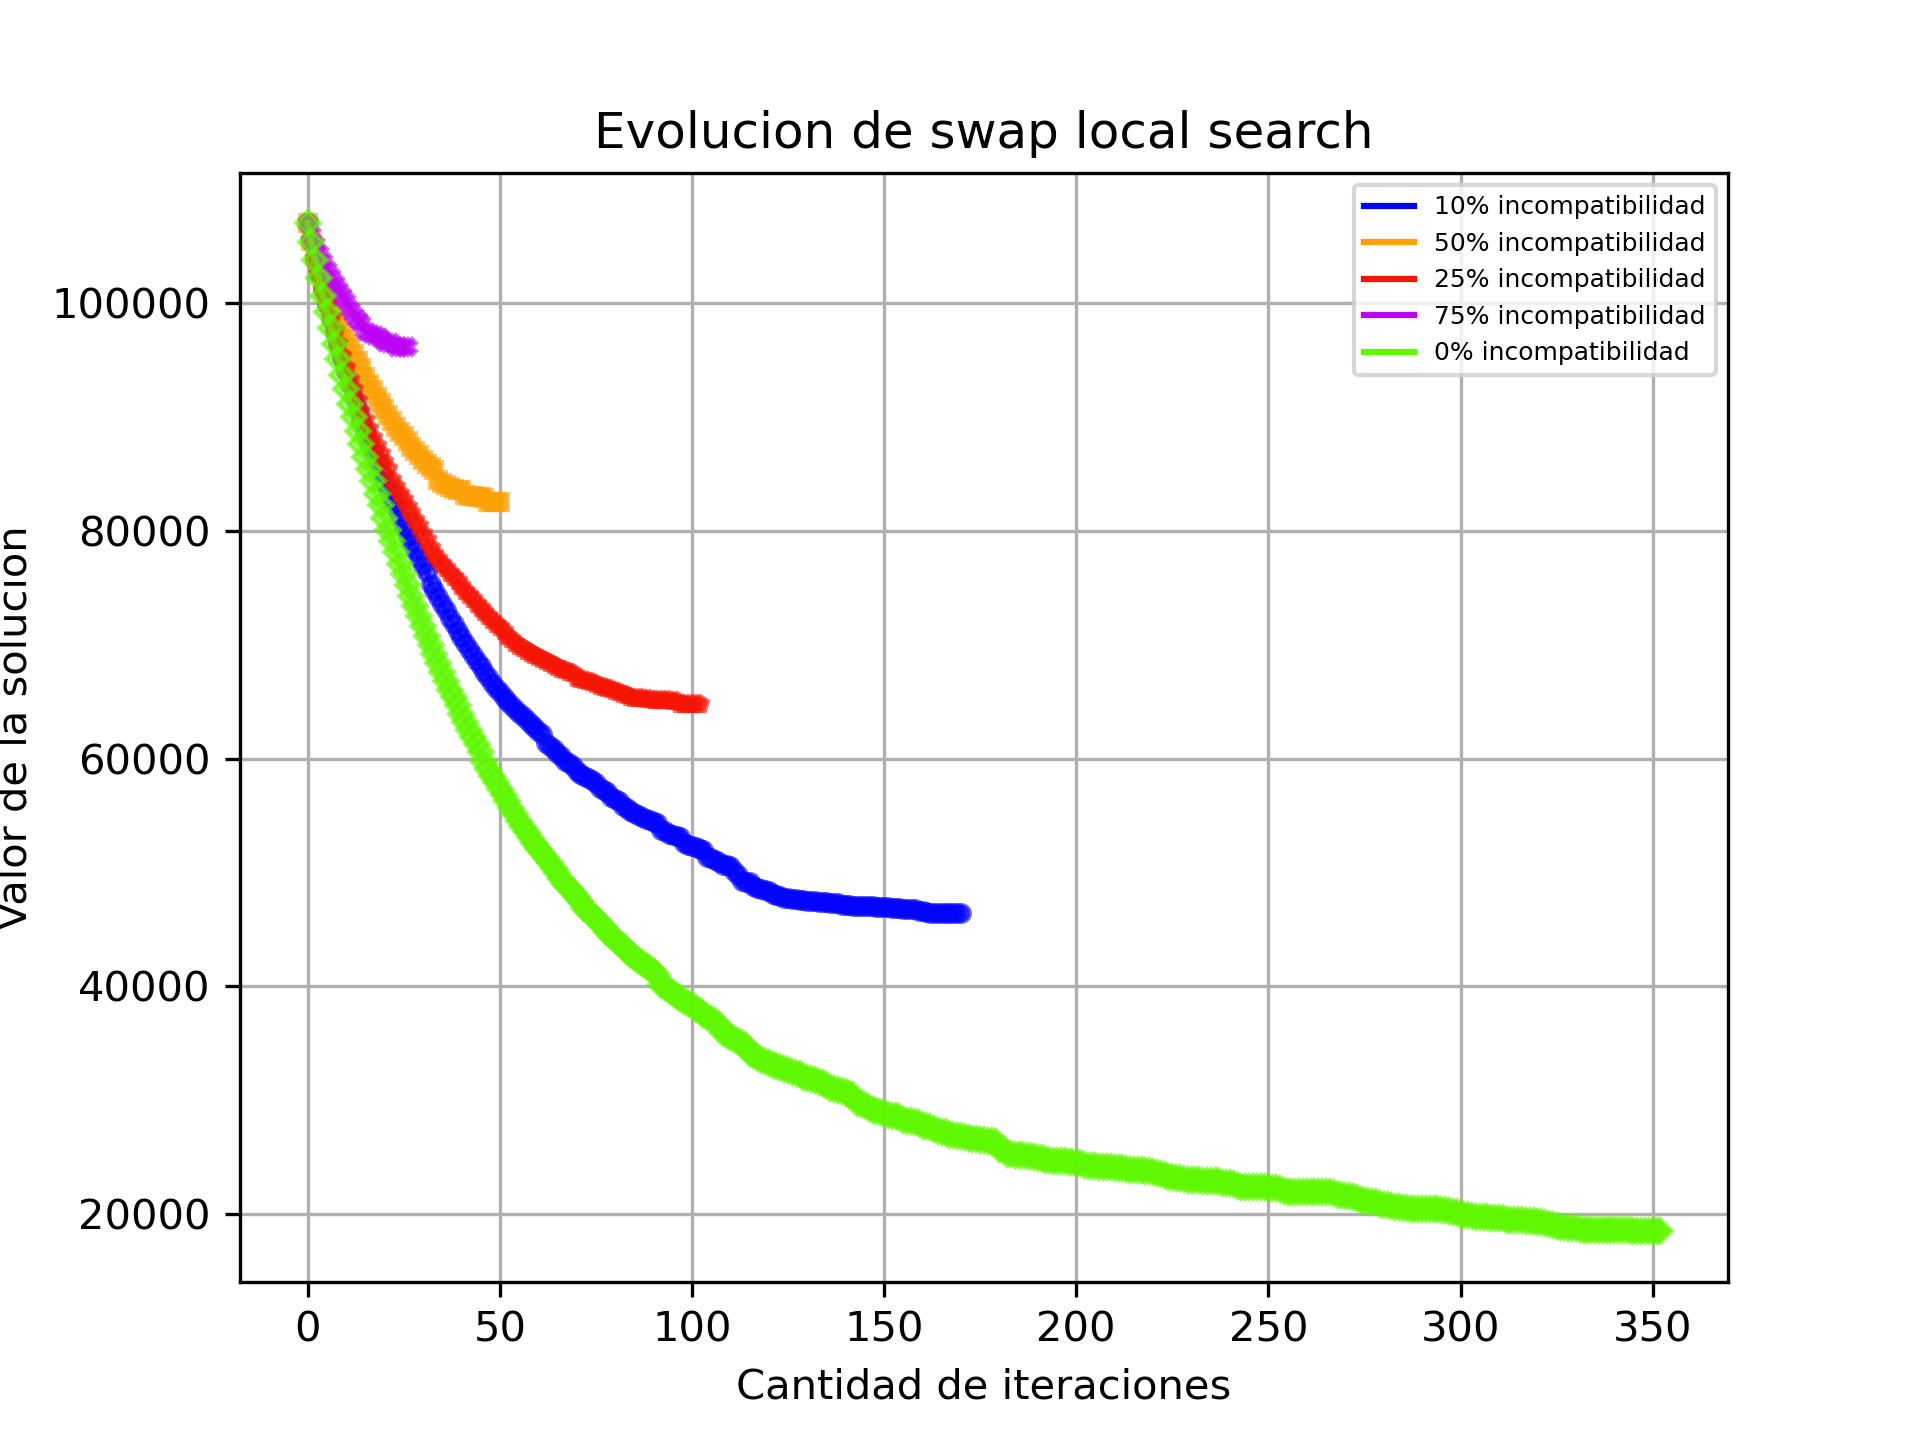 Evolucion de swap local search
10% incompatibilidad
50% incompatibilidad
25% incompatibilidad
75% incompatibilidad
0% incompatibilidad
Valor de la solucion
100000
80000
60000
40000
20000
0 50 100 150 200 250 300 350
Cantidad de iteraciones